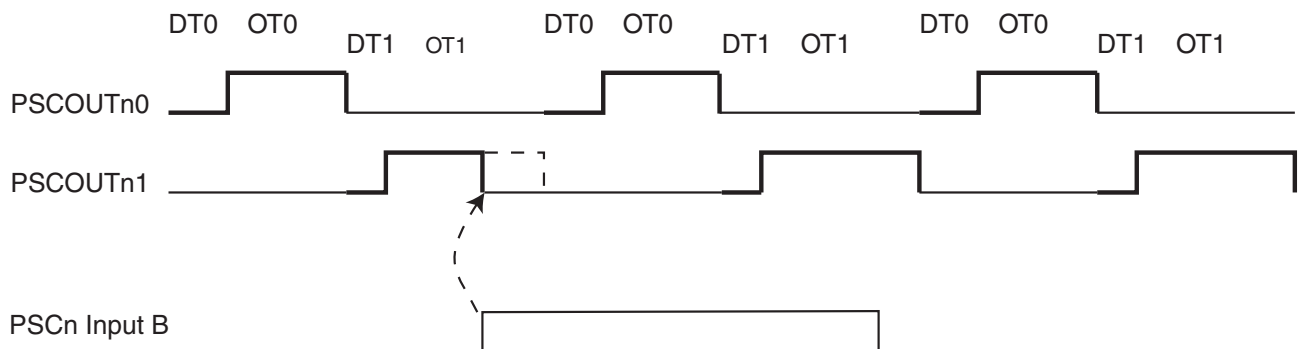 DT0 OT0 DT1 OT1 DT0 OT0 DT1 OT1 DT0 OT0 DT1 OT1
PSCOUTn0
PSCOUTn1
PSCn Input B